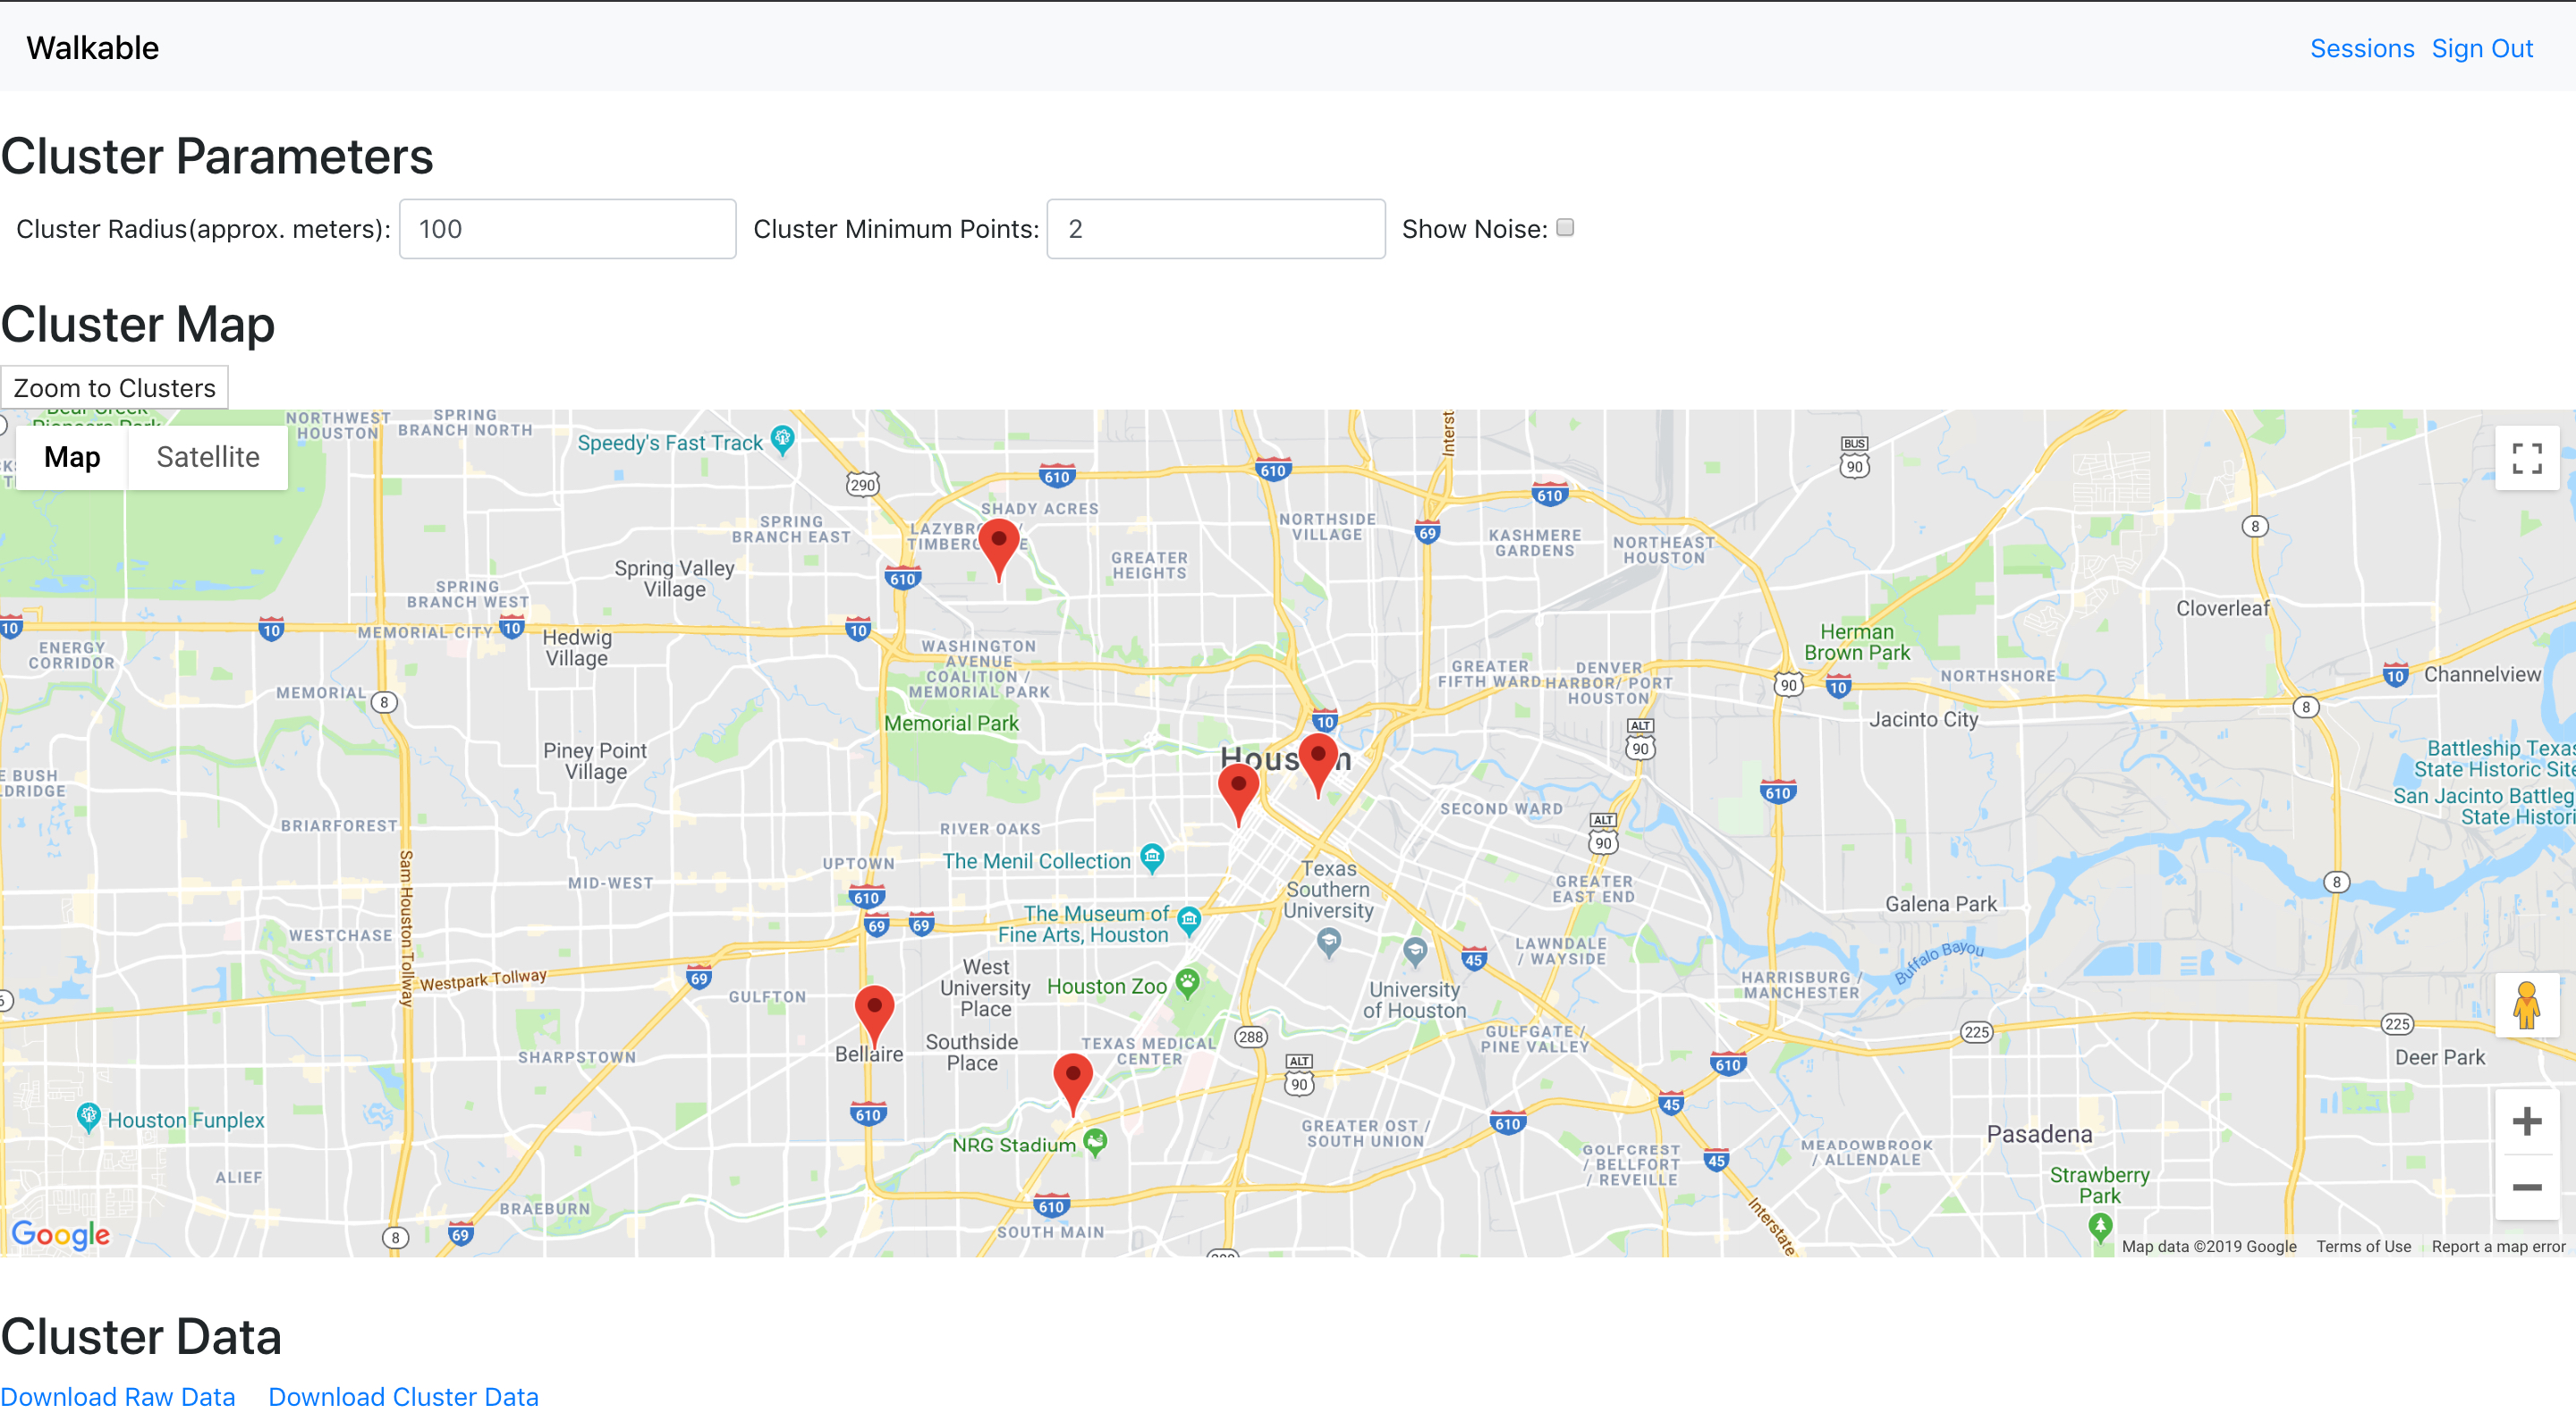 Walkable
Sessions
Sign Out
Cluster Parameters
Cluster Radius(approx. meters):
100
Cluster Minimum Points:
2
Show Noise:
Cluster Map
Zoom to Clusters
Map
Satellite
NORTHWEST
HOUSTON
SPRING
BRANCH NORTH
Speedy's Fast Track
290
610
610
610
BUS
90
SHADY ACRES
SPRING
BRANCH EAST
GREATER
HEIGHTS
NORTHSIDE
VILLAGE
69
KASHMERE
GARDENS
NORTHEAST
HOUSTON
8
Spring Valley
Village
610
SPRING
BRANCH WEST
Cloverleaf
10
10
MEMORIAL CITY
10
10
Hedwig
Village
ENERGY
CORRIDOR
Herman
Brown Park
WASHINGTON
AVENUE
COALITION /
MEMORIAL PARK
GREATER
FIFTH WARD
DENVER
HARBOR/ PORT
HOUSTON
90
10
NORTHSHORE
10
Channelview
MEMORIAL
8
8
Memorial Park
10
Jacinto City
ALT
90
Piney Point
Village
Houston
Battleship Texas
State Historic Site
610
BRIARFOREST
RIVER OAKS
SECOND WARD
UPTOWN
The Menil Collection
ALT
90
MID-WEST
610
Texas
Southern
University
GREATER
EAST END
8
Galena Park
The Museum of
Fine Arts, Houston
69
69
WESTCHASE
Sam Houston Tollway
Westpark Tollway
69
GULFTON
West
University
Place
Houston Zoo
45
LAWNDALE
/ WAYSIDE
Buffalo Bayou
HARRISBURG /
MANCHESTER
University
of Houston
Bellaire
Southside
Place
TEXAS MEDICAL
CENTER
288
GULFGATE /
PINE VALLEY
225
225
Deer Park
SHARPSTOWN
ALT
90
610
Houston Funplex
610
45
610
NRG Stadium
GREATER OST /
SOUTH UNION
GOLFCREST
/ BELLFORT
/ REVEILLE
45
MEADOWBROOK
/ ALLENDALE
Pasadena
ALIEF
Strawberry
Park
BRAEBURN
610
SOUTH MAIN
Interstate
8
69
Google
Map data ©2019 Google
Terms of Use
Report a map error
Cluster Data
Download Raw Data
Download Cluster Data